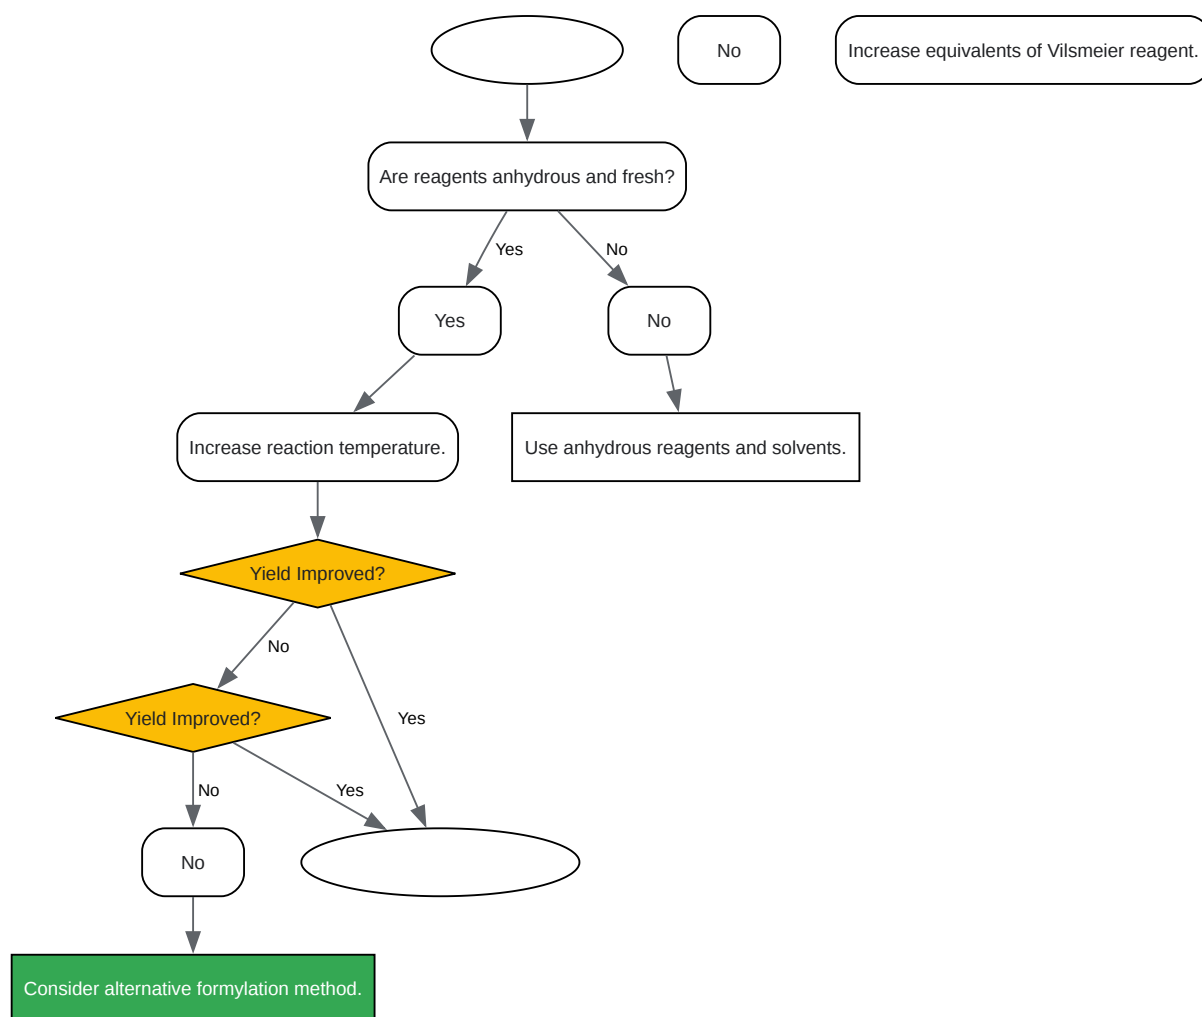 No
Increase equivalents of Vilsmeier reagent.
Are reagents anhydrous and fresh?
Yes
No
Yes
No
Increase reaction temperature.
Use anhydrous reagents and solvents.
Yield Improved?
No
Yield Improved?
Yes
No
Yes
No
Consider alternative formylation method.